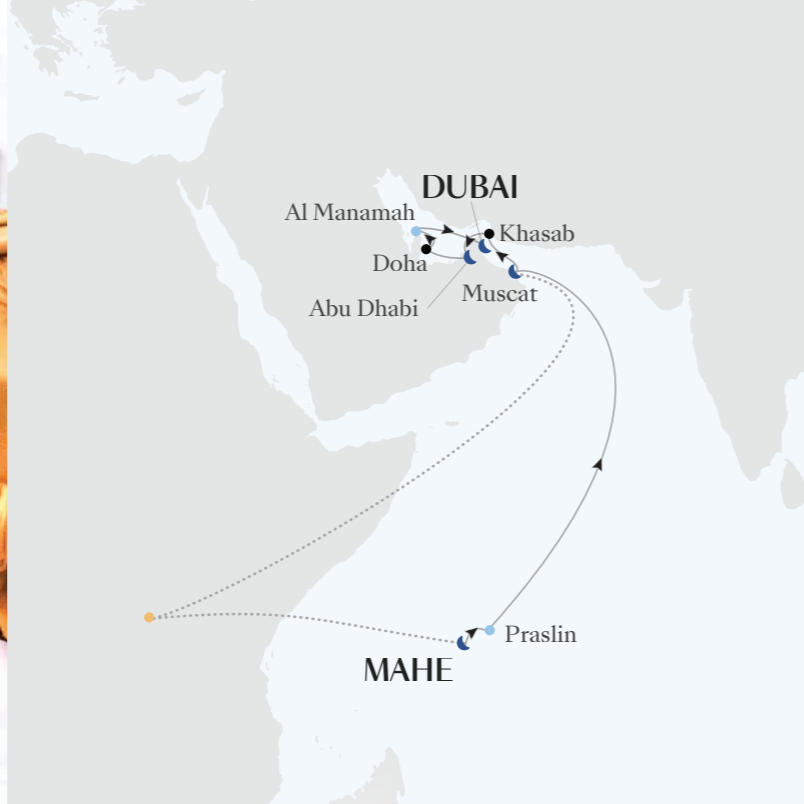 DUBAI
Al Manamah
Khasab
Doha
Muscat
Abu Dhabi
Praslin
MAHE